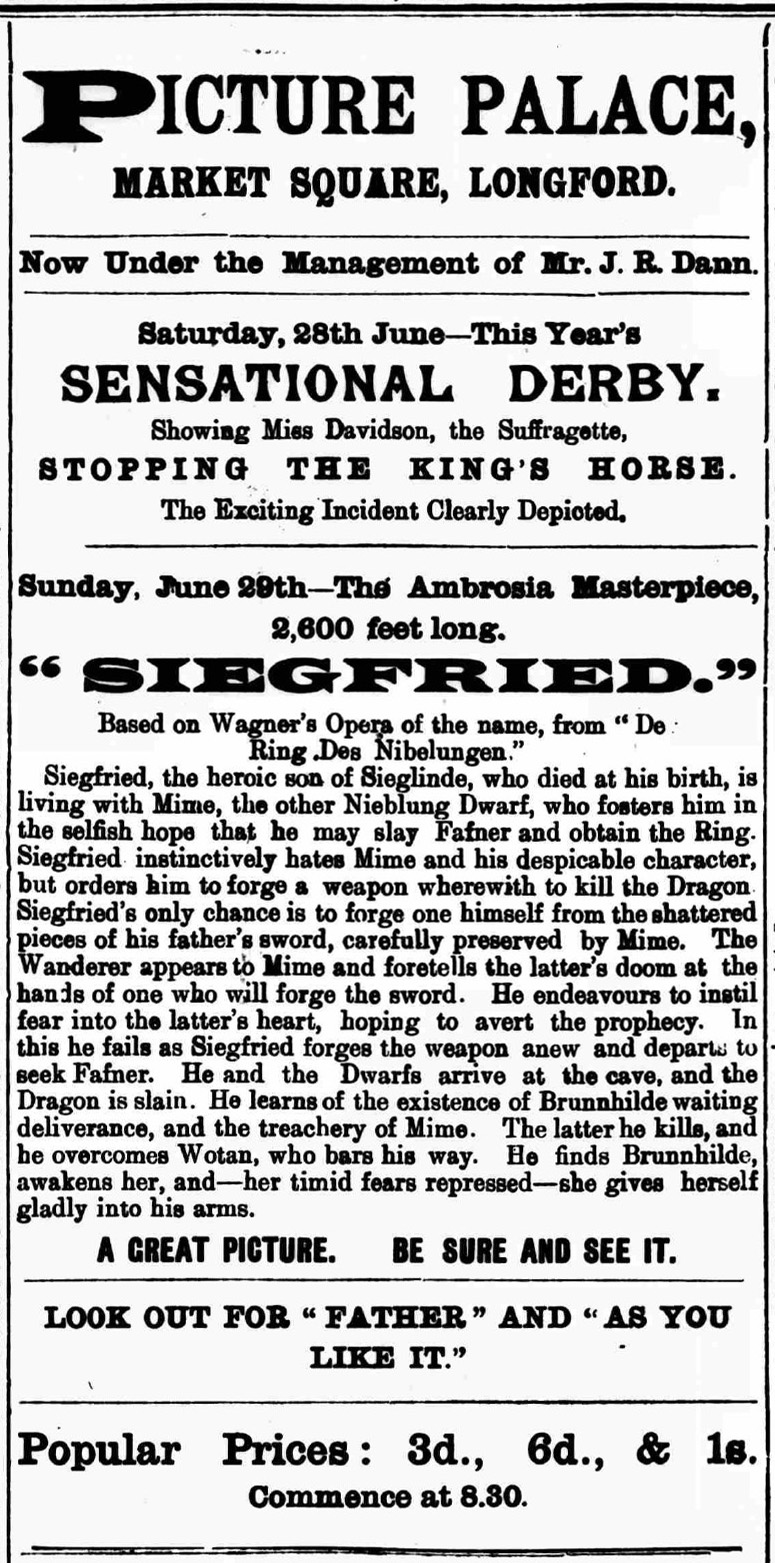 PICTURE PALACE,
MARKET SQUARE, LONGFORD.
Now Under the Management of Mr. J. R. Dann.
Saturday, 28th June—This Year's
SENSATIONAL DERBY.
Showing Miss Davidson, the Suffragette,
STOPPING THE KING'S HORSE.
The Exciting Incident Clearly Depicted.
Sunday, June 29th—The Ambrosia Masterpiece,
2,600 feet long.
“ SIEGFRIED.”
Based on Wagner's Opera of the name, from “ De
Ring Des Nibelungen.”
Siegfried, the heroic son of Sieglinde, who died at his birth, is
living with Mime, the other Nieblung Dwarf, who fosters him in
the selfish hope that he may slay Fafner and obtain the Ring.
Siegfried instinctively hates Mime and his despicable character,
but orders him to forge a weapon wherewith to kill the Dragon
Siegfried's only chance is to forge one himself from the shattered
pieces of his father's sword, carefully preserved by Mime. The
Wanderer appears to Mime and foretells the latter's doom at the
hands of one who will forge the sword. He endeavours to instil
fear into the latter's heart, hoping to avert the prophecy. In
this he fails as Siegfried forges the weapon anew and departs to
seek Fafner. He and the Dwarfs arrive at the cave, and the
Dragon is slain. He learns of the existence of Brunnhilde waiting
deliverance, and the treachery of Mime. The latter he kills, and
he overcomes Wotan, who bars his way. He finds Brunnhilde,
awakens her, and—her timid fears repressed—she gives herself
gladly into his arms.
A GREAT PICTURE. BE SURE AND SEE IT.
LOOK OUT FOR “ FATHER ” AND “ AS YOU
LIKE IT.”
Popular Prices: 3d., 6d., & 1s.
Commence at 8.30.